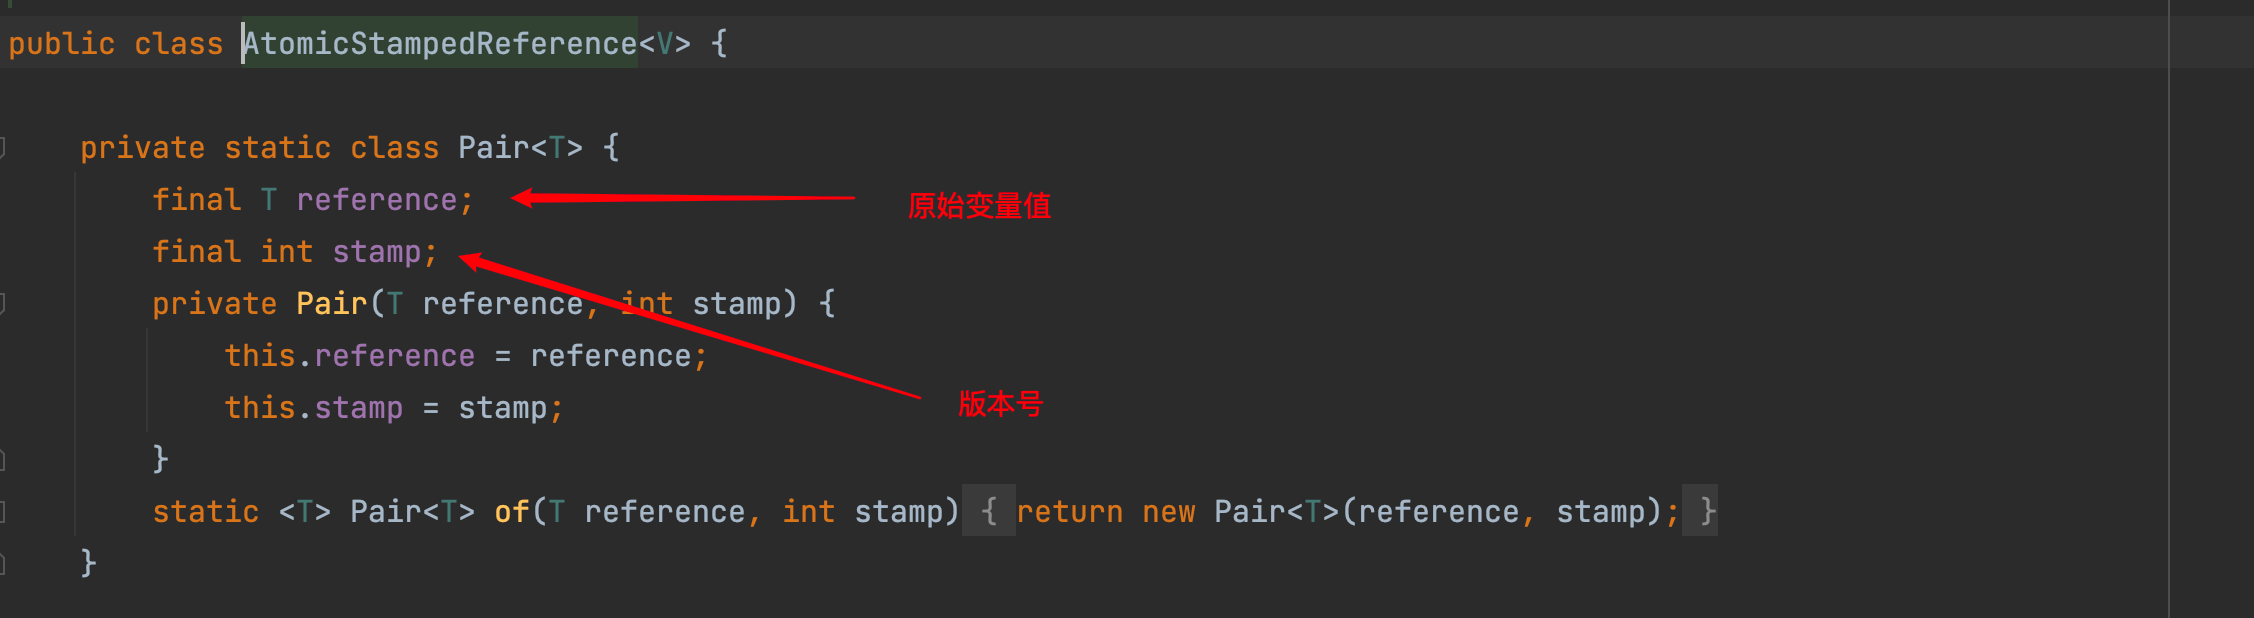 public class AtomicStampedReference<V> {
private static class Pair<T> {
final T reference;
原始变量值
final int stamp;
private Pair(T reference, int stamp) {
this.reference = reference;
this.stamp = stamp;
版本号
}
static <T> Pair<T> of(T reference, int stamp) { return new Pair<T>(reference, stamp); }
}